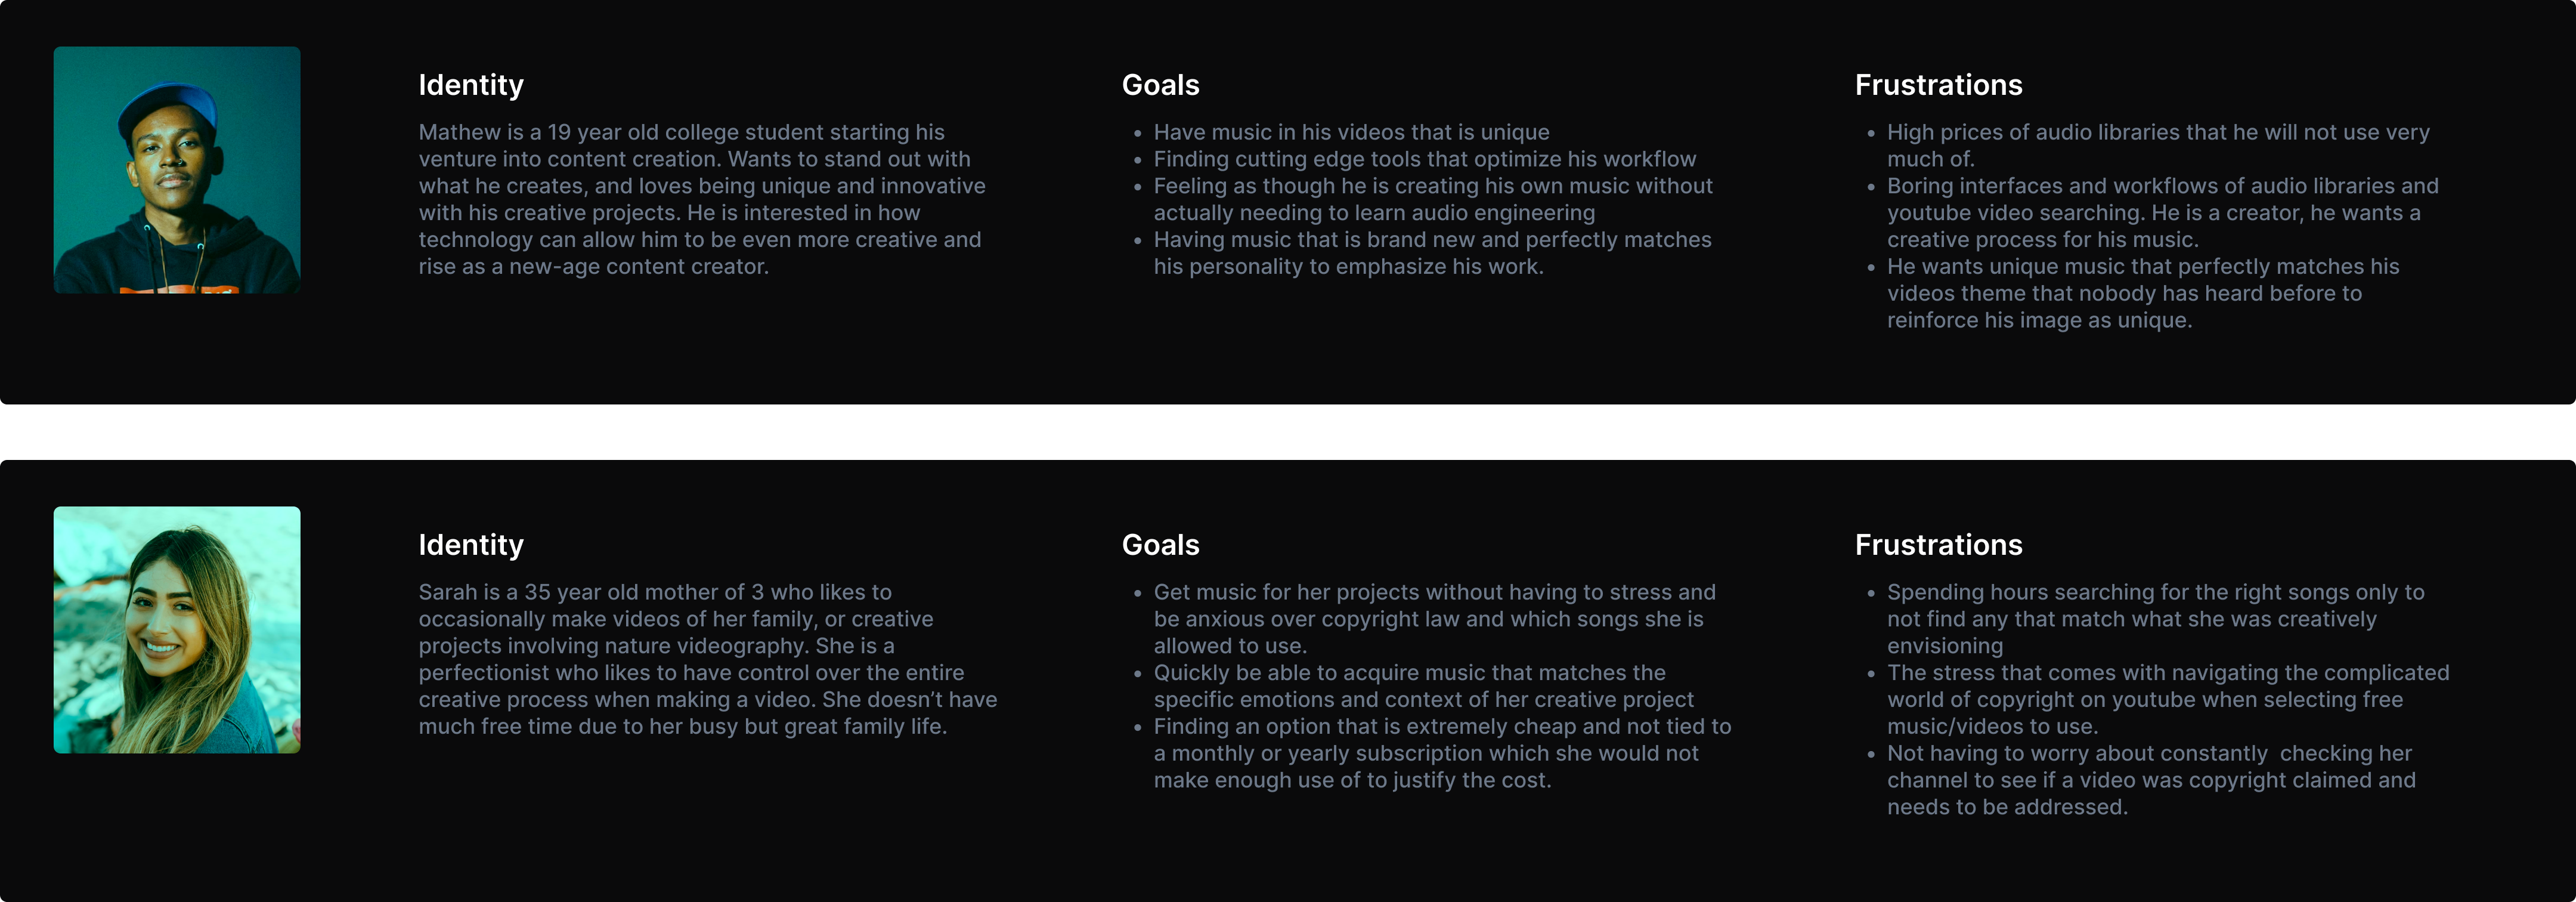 Identity
Mathew is a 19 year old college student starting his
venture into content creation. Wants to stand out with
what he creates, and loves being unique and innovative
with his creative projects. He is interested in how
technology can allow him to be even more creative and
rise as a new-age content creator.
Goals
• Have music in his videos that is unique
• Finding cutting edge tools that optimize his workflow
• Feeling as though he is creating his own music without
actually needing to learn audio engineering
• Having music that is brand new and perfectly matches
his personality to emphasize his work.
Frustrations
• High prices of audio libraries that he will not use very
much of.
• Boring interfaces and workflows of audio libraries and
youtube video searching. He is a creator, he wants a
creative process for his music.
• He wants unique music that perfectly matches his
videos theme that nobody has heard before to
reinforce his image as unique.
Identity
Sarah is a 35 year old mother of 3 who likes to
occasionally make videos of her family, or creative
projects involving nature videography. She is a
perfectionist who likes to have control over the entire
creative process when making a video. She doesn’t have
much free time due to her busy but great family life.
Goals
• Get music for her projects without having to stress and
be anxious over copyright law and which songs she is
allowed to use.
• Quickly be able to acquire music that matches the
specific emotions and context of her creative project
• Finding an option that is extremely cheap and not tied to
a monthly or yearly subscription which she would not
make enough use of to justify the cost.
Frustrations
• Spending hours searching for the right songs only to
not find any that match what she was creatively
envisioning
• The stress that comes with navigating the complicated
world of copyright on youtube when selecting free
music/videos to use.
• Not having to worry about constantly  checking her
channel to see if a video was copyright claimed and
needs to be addressed.